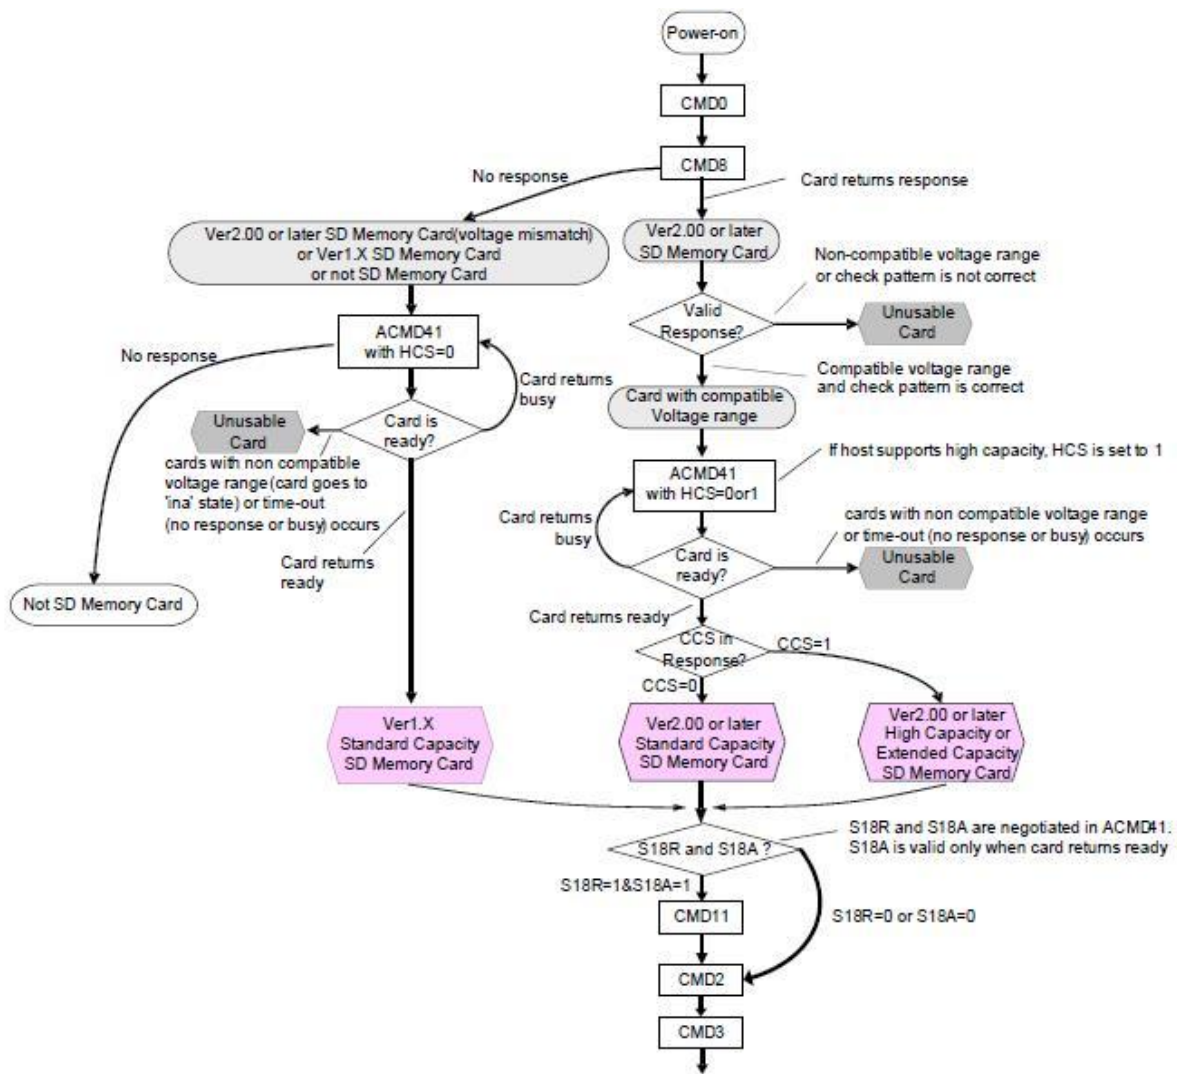 Power-on
CMD0
CMD8
No response
Card returns response
Ver2.00 or later SD Memory Card(voltage mismatch)
or Ver1.X SD Memory Card
or not SD Memory Card
Ver2.00 or later
SD Memory Card
Non-compatible voltage range
or check pattern is not correct
Valid
Response?
Unusable
Card
ACMD41
with HCS=0
No response
Card returns
busy
Compatible voltage range
and check pattern is correct
Card with compatible
Voltage range
Unusable
Card
Card is
ready?
cards with non compatible
voltage range (card goes to
'ina' state) or time-out
(no response or busy) occurs
Card returns
ready
Not SD Memory Card
If host supports high capacity, HCS is set to 1
ACMD41
with HCS=0or1
Card returns
busy
cards with non compatible voltage range
or time-out (no response or busy) occurs
Card is
ready?
Unusable
Card
Card returns ready
CCS in
Response?
CCS=1
CCS=0
Ver1.X
Standard Capacity
SD Memory Card
Ver2.00 or later
Standard Capacity
SD Memory Card
Ver2.00 or later
High Capacity or
Extended Capacity
SD Memory Card
S18R and S18A ?
S18R and S18A are negotiated in ACMD41.
S18A is valid only when card returns ready
S18R=1&S18A=1
CMD11
S18R=0 or S18A=0
CMD2
CMD3